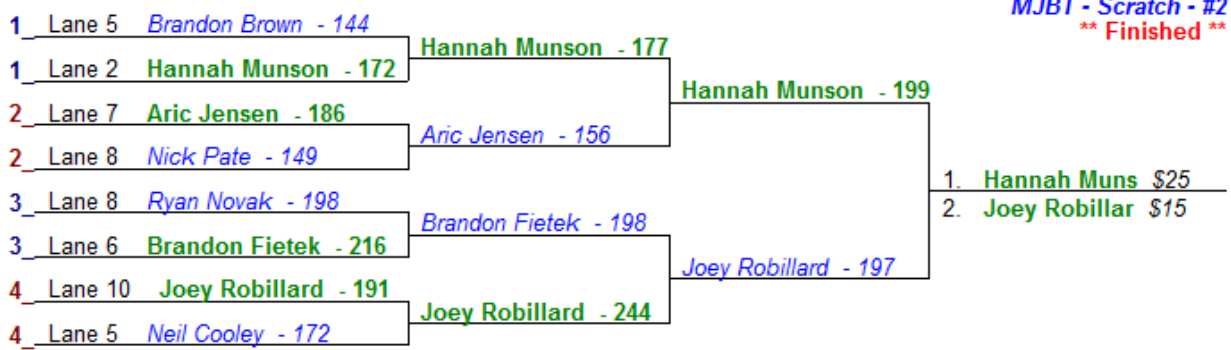 MJBT - Scratch - #2
** Finished **
1_ Lane 5 Brandon Brown - 144
Hannah Munson - 177
1_ Lane 2 Hannah Munson - 172
Hannah Munson - 199
2_ Lane 7 Aric Jensen - 186
Aric Jensen - 156
2_ Lane 8 Nick Pate - 149
1. Hannah Muns $25
2. Joey Robillar $15
3_ Lane 8 Ryan Novak - 198
Brandon Fietek - 198
3_ Lane 6 Brandon Fietek - 216
Joey Robillard - 197
4_ Lane 10 Joey Robillard - 191
Joey Robillard - 244
4_ Lane 5 Neil Cooley - 172